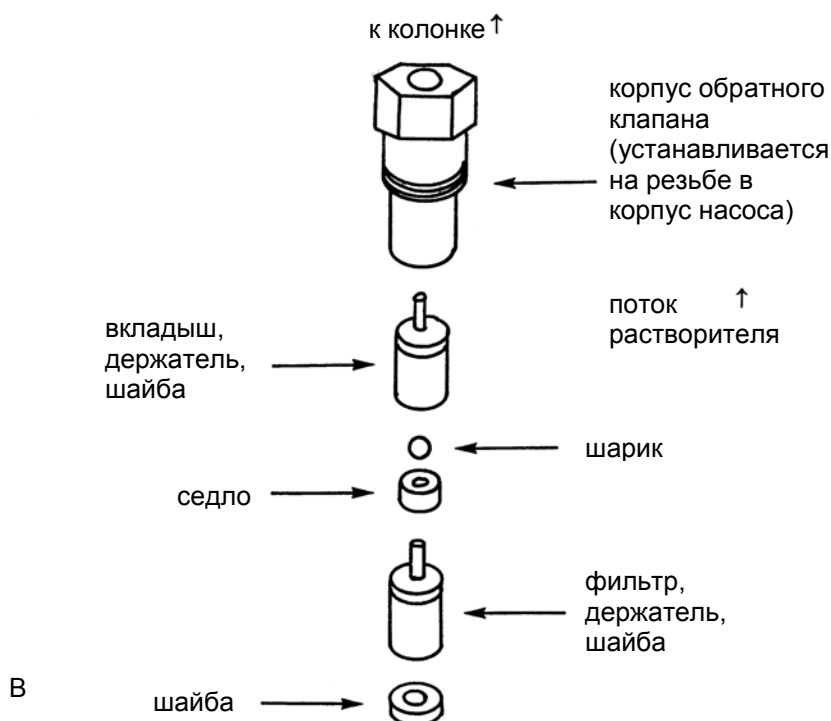 к колонке ↑
корпус обратного
клапана
(устанавливается
на резьбе в
корпус насоса)
поток ↑
растворителя
вкладыш,
держатель,
шайба
шарик
седло
фильтр,
держатель,
шайба
В
шайба